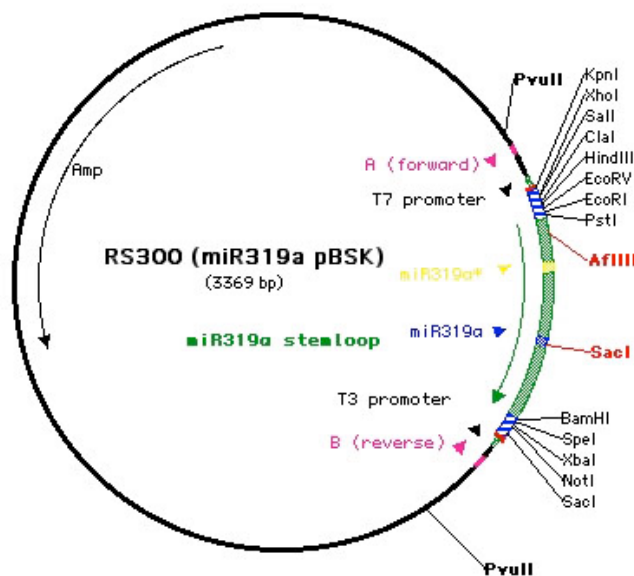 PvuII
KpnI
XhoI
SalI
ClaI
HindIII
EcoRV
EcoRI
PstI
A (forward)
T7 promoter
Amp
RS300 (miR319a pBSK)
(3369 bp)
AflIII
miR319a*
miR319a
miR319a stemloop
SacI
T3 promoter
B (reverse)
BamHI
SpeI
XbaI
NotI
SacI
PvuII